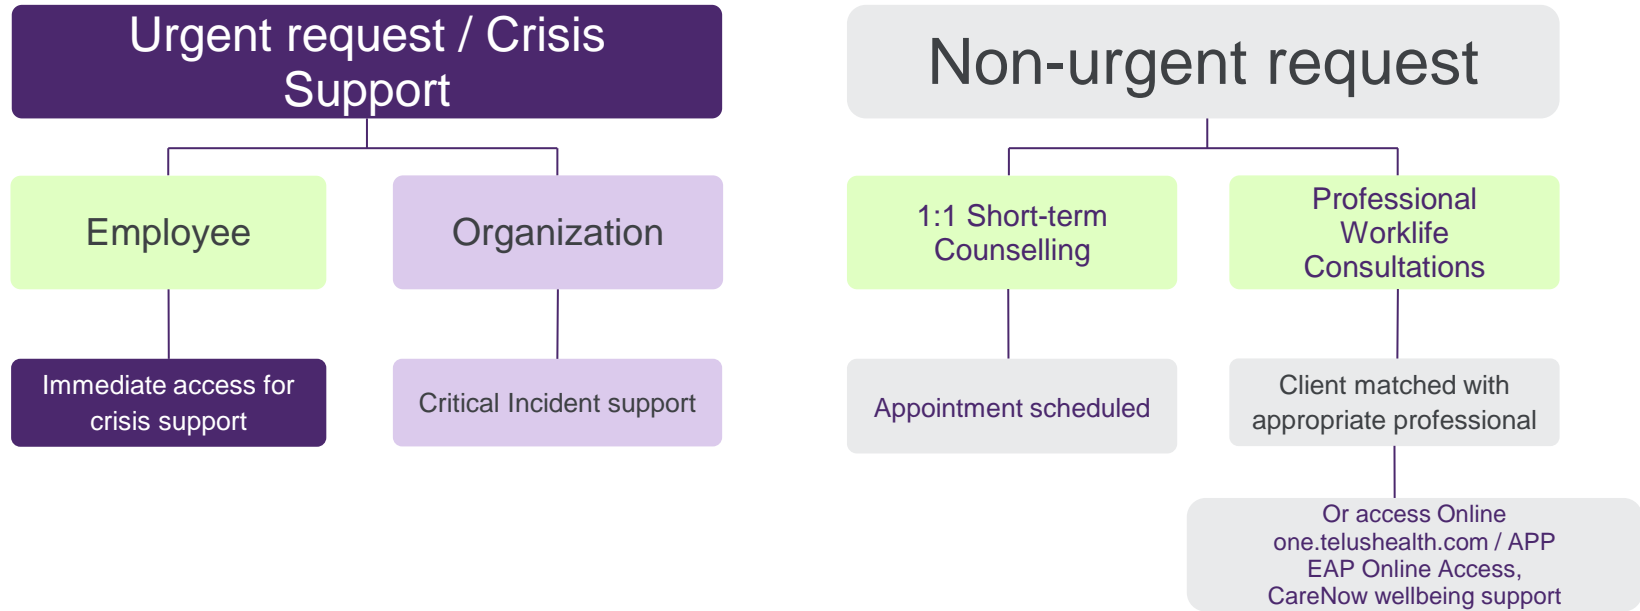 Urgent request / Crisis
Support
Non-urgent request
Employee
Organization
1:1 Short-term
Counselling
Professional
Worklife
Consultations
Immediate access for
crisis support
Critical Incident support
Appointment scheduled
Client matched with
appropriate professional
Or access Online
one.telushealth.com / APP
EAP Online Access,
CareNow wellbeing support